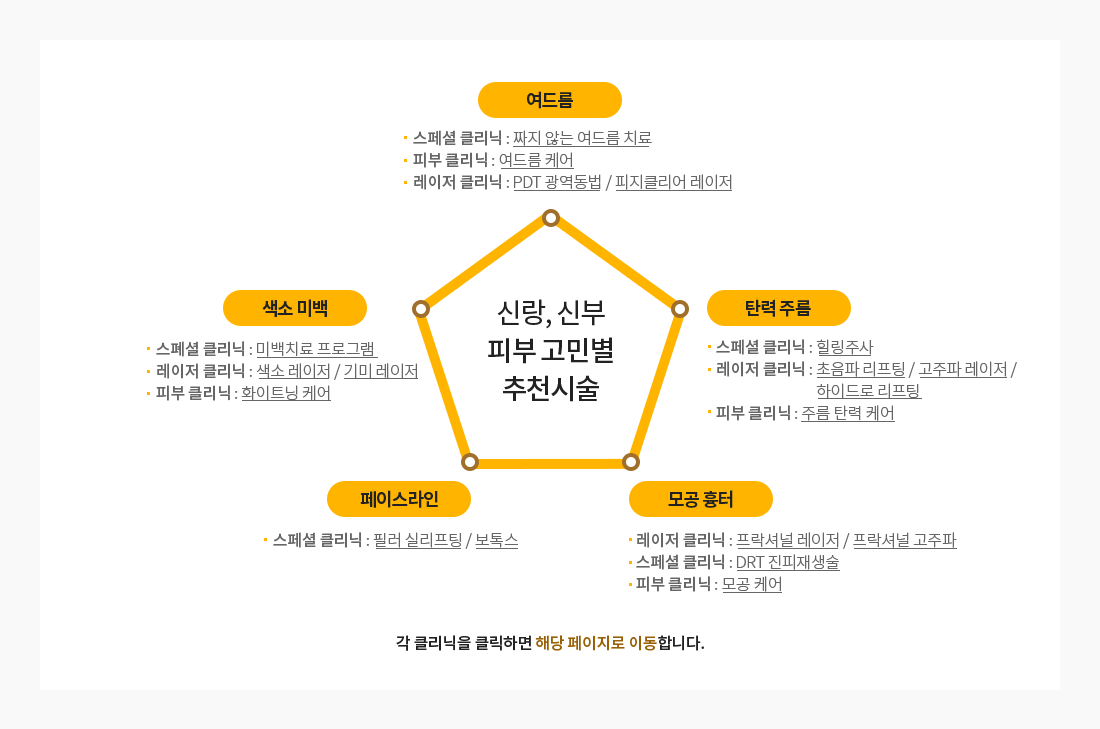 여드름
스페셜 클리닉 : 짜지 않는 여드름 치료
피부 클리닉 : 여드름 케어
레이저 클리닉 : PDT 광역동법 / 피지클리어 레이저
색소 미백
스페셜 클리닉 : 미백치료 프로그램
레이저 클리닉 : 색소 레이저 / 기미 레이저
피부 클리닉 : 화이트닝 케어
신랑, 신부
피부 고민별
추천시술
탄력 주름
스페셜 클리닉 : 힐링주사
레이저 클리닉 : 초음파 리프팅 / 고주파 레이저 /
하이드로 리프팅
피부 클리닉 : 주름 탄력 케어
페이스라인
스페셜 클리닉 : 필러 실리프팅 / 보톡스
모공 흉터
레이저 클리닉 : 프락셔널 레이저 / 프락셔널 고주파
스페셜 클리닉 : DRT 진피재생술
피부 클리닉 : 모공 케어
각 클리닉을 클릭하면 해당 페이지로 이동합니다.